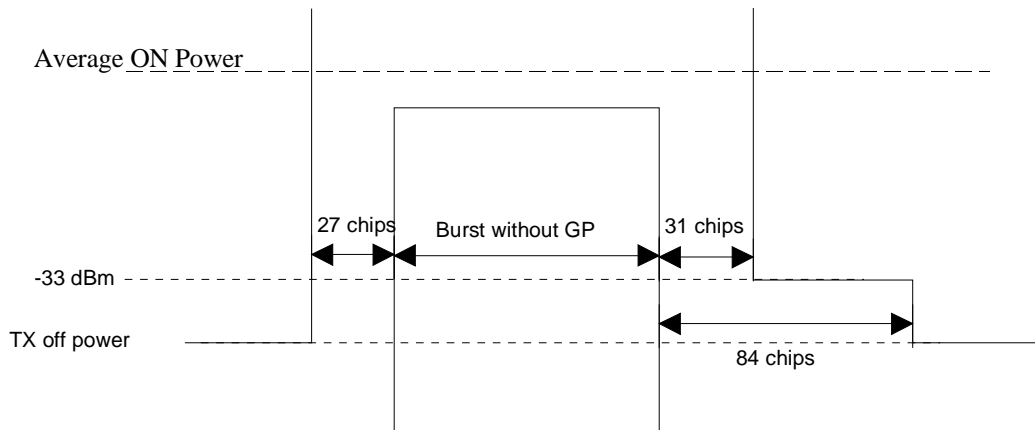 Average ON Power
27 chips
Burst without GP
31 chips
-33 dBm
TX off power
84 chips